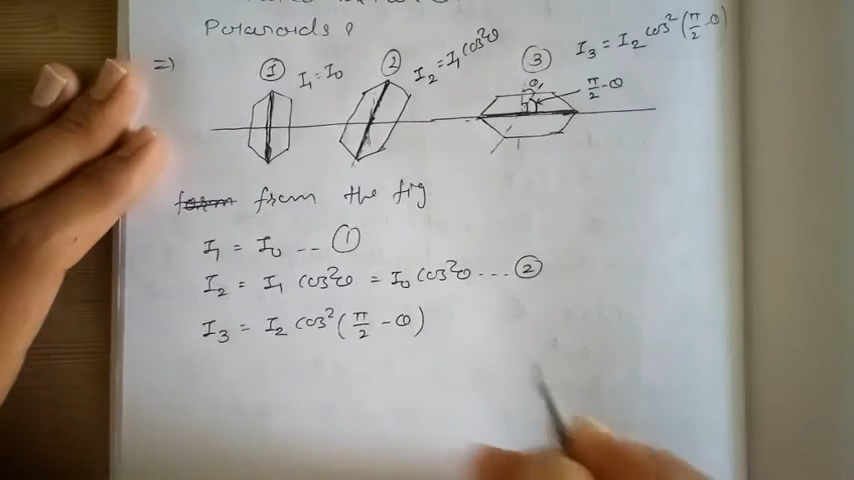 Polaroids ?
⇒ ① I₁ = I₀ ② I₂ = I₁ cos²θ ③ I₃ = I₂ cos²(π/2 - θ)
θ π/2 - θ
from the fig
I₁ = I₀ -- ①
I₂ = I₁ cos²θ = I₀ cos²θ --- ②
I₃ = I₂ cos²(π/2 - θ)